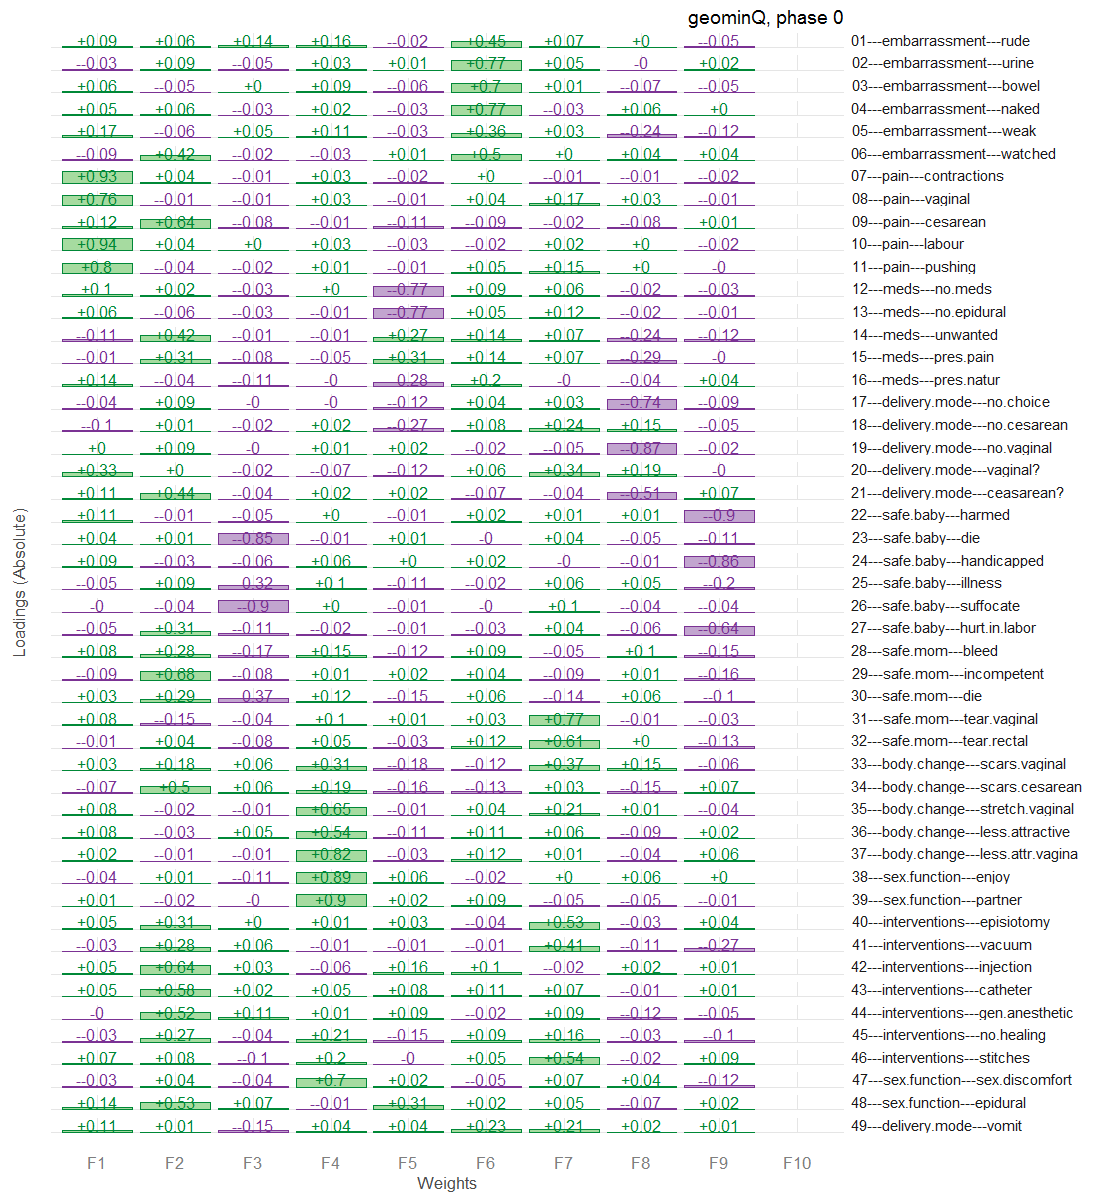 geominQ, phase 0
+0.09 +0.06 +0.14 +0.16 --0.02 +0.45 +0.07 +0 --0.05 01---embarrassment---rude
--0.03 +0.09 --0.05 +0.03 +0.01 +0.77 +0.05 -0 +0.02 02---embarrassment---urine
+0.06 --0.05 +0 +0.09 --0.06 +0.7 +0.01 --0.07 --0.05 03---embarrassment---bowel
+0.05 +0.06 --0.03 +0.02 --0.03 +0.77 --0.03 +0.06 +0 04---embarrassment---naked
+0.17 --0.06 +0.05 +0.11 --0.03 +0.36 +0.03 --0.24 --0.12 05---embarrassment---weak
--0.09 +0.42 --0.02 --0.03 +0.01 +0.5 +0 +0.04 +0.04 06---embarrassment---watched
+0.93 +0.04 --0.01 +0.03 --0.02 +0 --0.01 --0.01 --0.02 07---pain---contractions
+0.76 --0.01 --0.01 +0.03 --0.01 +0.04 +0.17 +0.03 --0.01 08---pain---vaginal
+0.12 +0.64 --0.08 --0.01 --0.11 --0.09 --0.02 --0.08 +0.01 09---pain---cesarean
+0.94 +0.04 +0 +0.03 --0.03 --0.02 +0.02 +0 --0.02 10---pain---labour
+0.8 --0.04 --0.02 +0.01 --0.01 +0.05 +0.15 +0 -0 11---pain---pushing
+0.1 +0.02 --0.03 +0 --0.77 +0.09 +0.06 --0.02 --0.03 12---meds---no.meds
+0.06 --0.06 --0.03 --0.01 --0.77 +0.05 +0.12 --0.02 --0.01 13---meds---no.epidural
--0.11 +0.42 --0.01 --0.01 +0.27 +0.14 +0.07 --0.24 --0.12 14---meds---unwanted
--0.01 +0.31 --0.08 --0.05 +0.31 +0.14 +0.07 --0.29 -0 15---meds---pres.pain
+0.14 --0.04 --0.11 -0 --0.28 +0.2 -0 --0.04 +0.04 16---meds---pres.natur
--0.04 +0.09 -0 -0 --0.12 +0.04 +0.03 --0.74 --0.09 17---delivery.mode---no.choice
--0.1 +0.01 --0.02 +0.02 --0.27 +0.08 +0.24 +0.15 --0.05 18---delivery.mode---no.cesarean
+0 +0.09 -0 +0.01 +0.02 --0.02 --0.05 --0.87 --0.02 19---delivery.mode---no.vaginal
+0.33 +0 --0.02 --0.07 --0.12 +0.06 +0.34 +0.19 -0 20---delivery.mode---vaginal?
+0.11 +0.44 --0.04 +0.02 +0.02 --0.07 --0.04 --0.51 +0.07 21---delivery.mode---ceasarean?
+0.11 --0.01 --0.05 +0 --0.01 +0.02 +0.01 +0.01 --0.9 22---safe.baby---harmed
+0.04 +0.01 --0.85 --0.01 +0.01 -0 +0.04 --0.05 --0.11 23---safe.baby---die
+0.09 --0.03 --0.06 +0.06 +0 +0.02 -0 --0.01 --0.86 24---safe.baby---handicapped
--0.05 +0.09 --0.32 +0.1 --0.11 --0.02 +0.06 +0.05 --0.2 25---safe.baby---illness
-0 --0.04 --0.9 +0 --0.01 -0 +0.1 --0.04 --0.04 26---safe.baby---suffocate
--0.05 +0.31 --0.11 --0.02 --0.01 --0.03 +0.04 --0.06 --0.64 27---safe.baby---hurt.in.labor
+0.08 +0.28 --0.17 +0.15 --0.12 +0.09 --0.05 +0.1 --0.15 28---safe.mom---bleed
--0.09 +0.68 --0.08 +0.01 +0.02 +0.04 --0.09 +0.01 --0.16 29---safe.mom---incompetent
+0.03 +0.29 --0.37 +0.12 --0.15 +0.06 --0.14 +0.06 --0.1 30---safe.mom---die
+0.08 --0.15 --0.04 +0.1 +0.01 +0.03 +0.77 --0.01 --0.03 31---safe.mom---tear.vaginal
--0.01 +0.04 --0.08 +0.05 --0.03 +0.12 +0.61 +0 --0.13 32---safe.mom---tear.rectal
+0.03 +0.18 +0.06 +0.31 --0.18 --0.12 +0.37 +0.15 --0.06 33---body.change---scars.vaginal
--0.07 +0.5 +0.06 +0.19 --0.16 --0.13 +0.03 --0.15 +0.07 34---body.change---scars.cesarean
+0.08 --0.02 --0.01 +0.65 --0.01 +0.04 +0.21 +0.01 --0.04 35---body.change---stretch.vaginal
+0.08 --0.03 +0.05 +0.54 --0.11 +0.11 +0.06 --0.09 +0.02 36---body.change---less.attractive
+0.02 --0.01 --0.01 +0.82 --0.03 +0.12 +0.01 --0.04 +0.06 37---body.change---less.attr.vagina
--0.04 +0.01 --0.11 +0.89 +0.06 --0.02 +0 +0.06 +0 38---sex.function---enjoy
+0.01 --0.02 -0 +0.9 +0.02 +0.09 --0.05 --0.05 --0.01 39---sex.function---partner
+0.05 +0.31 +0 +0.01 +0.03 --0.04 +0.53 --0.03 +0.04 40---interventions---episiotomy
--0.03 +0.28 +0.06 --0.01 --0.01 --0.01 +0.41 --0.11 --0.27 41---interventions---vacuum
+0.05 +0.64 +0.03 --0.06 +0.16 +0.1 --0.02 +0.02 +0.01 42---interventions---injection
+0.05 +0.58 +0.02 +0.05 +0.08 +0.11 +0.07 --0.01 +0.01 43---interventions---catheter
-0 +0.52 +0.11 +0.01 +0.09 --0.02 +0.09 --0.12 --0.05 44---interventions---gen.anesthetic
--0.03 +0.27 --0.04 +0.21 --0.15 +0.09 +0.16 --0.03 --0.1 45---interventions---no.healing
+0.07 +0.08 --0.1 +0.2 -0 +0.05 +0.54 --0.02 +0.09 46---interventions---stitches
--0.03 +0.04 --0.04 +0.7 +0.02 --0.05 +0.07 +0.04 --0.12 47---sex.function---sex.discomfort
+0.14 +0.53 +0.07 --0.01 +0.31 +0.02 +0.05 --0.07 +0.02 48---sex.function---epidural
+0.11 +0.01 --0.15 +0.04 +0.04 +0.23 +0.21 +0.02 +0.01 49---delivery.mode---vomit
F1 F2 F3 F4 F5 F6 F7 F8 F9 F10
Weights
Loadings (Absolute)